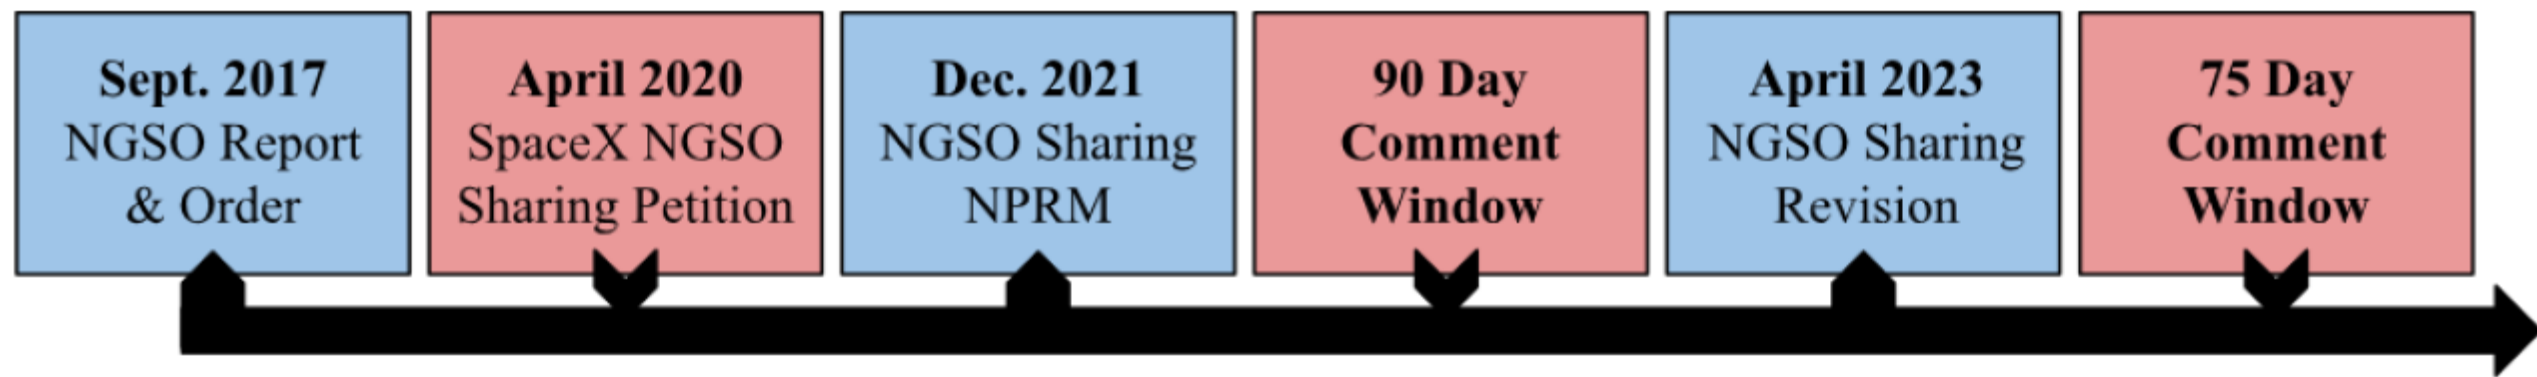 Sept. 2017
NGSO Report
& Order
April 2020
SpaceX NGSO
Sharing Petition
Dec. 2021
NGSO Sharing
NPRM
90 Day
Comment
Window
April 2023
NGSO Sharing
Revision
75 Day
Comment
Window